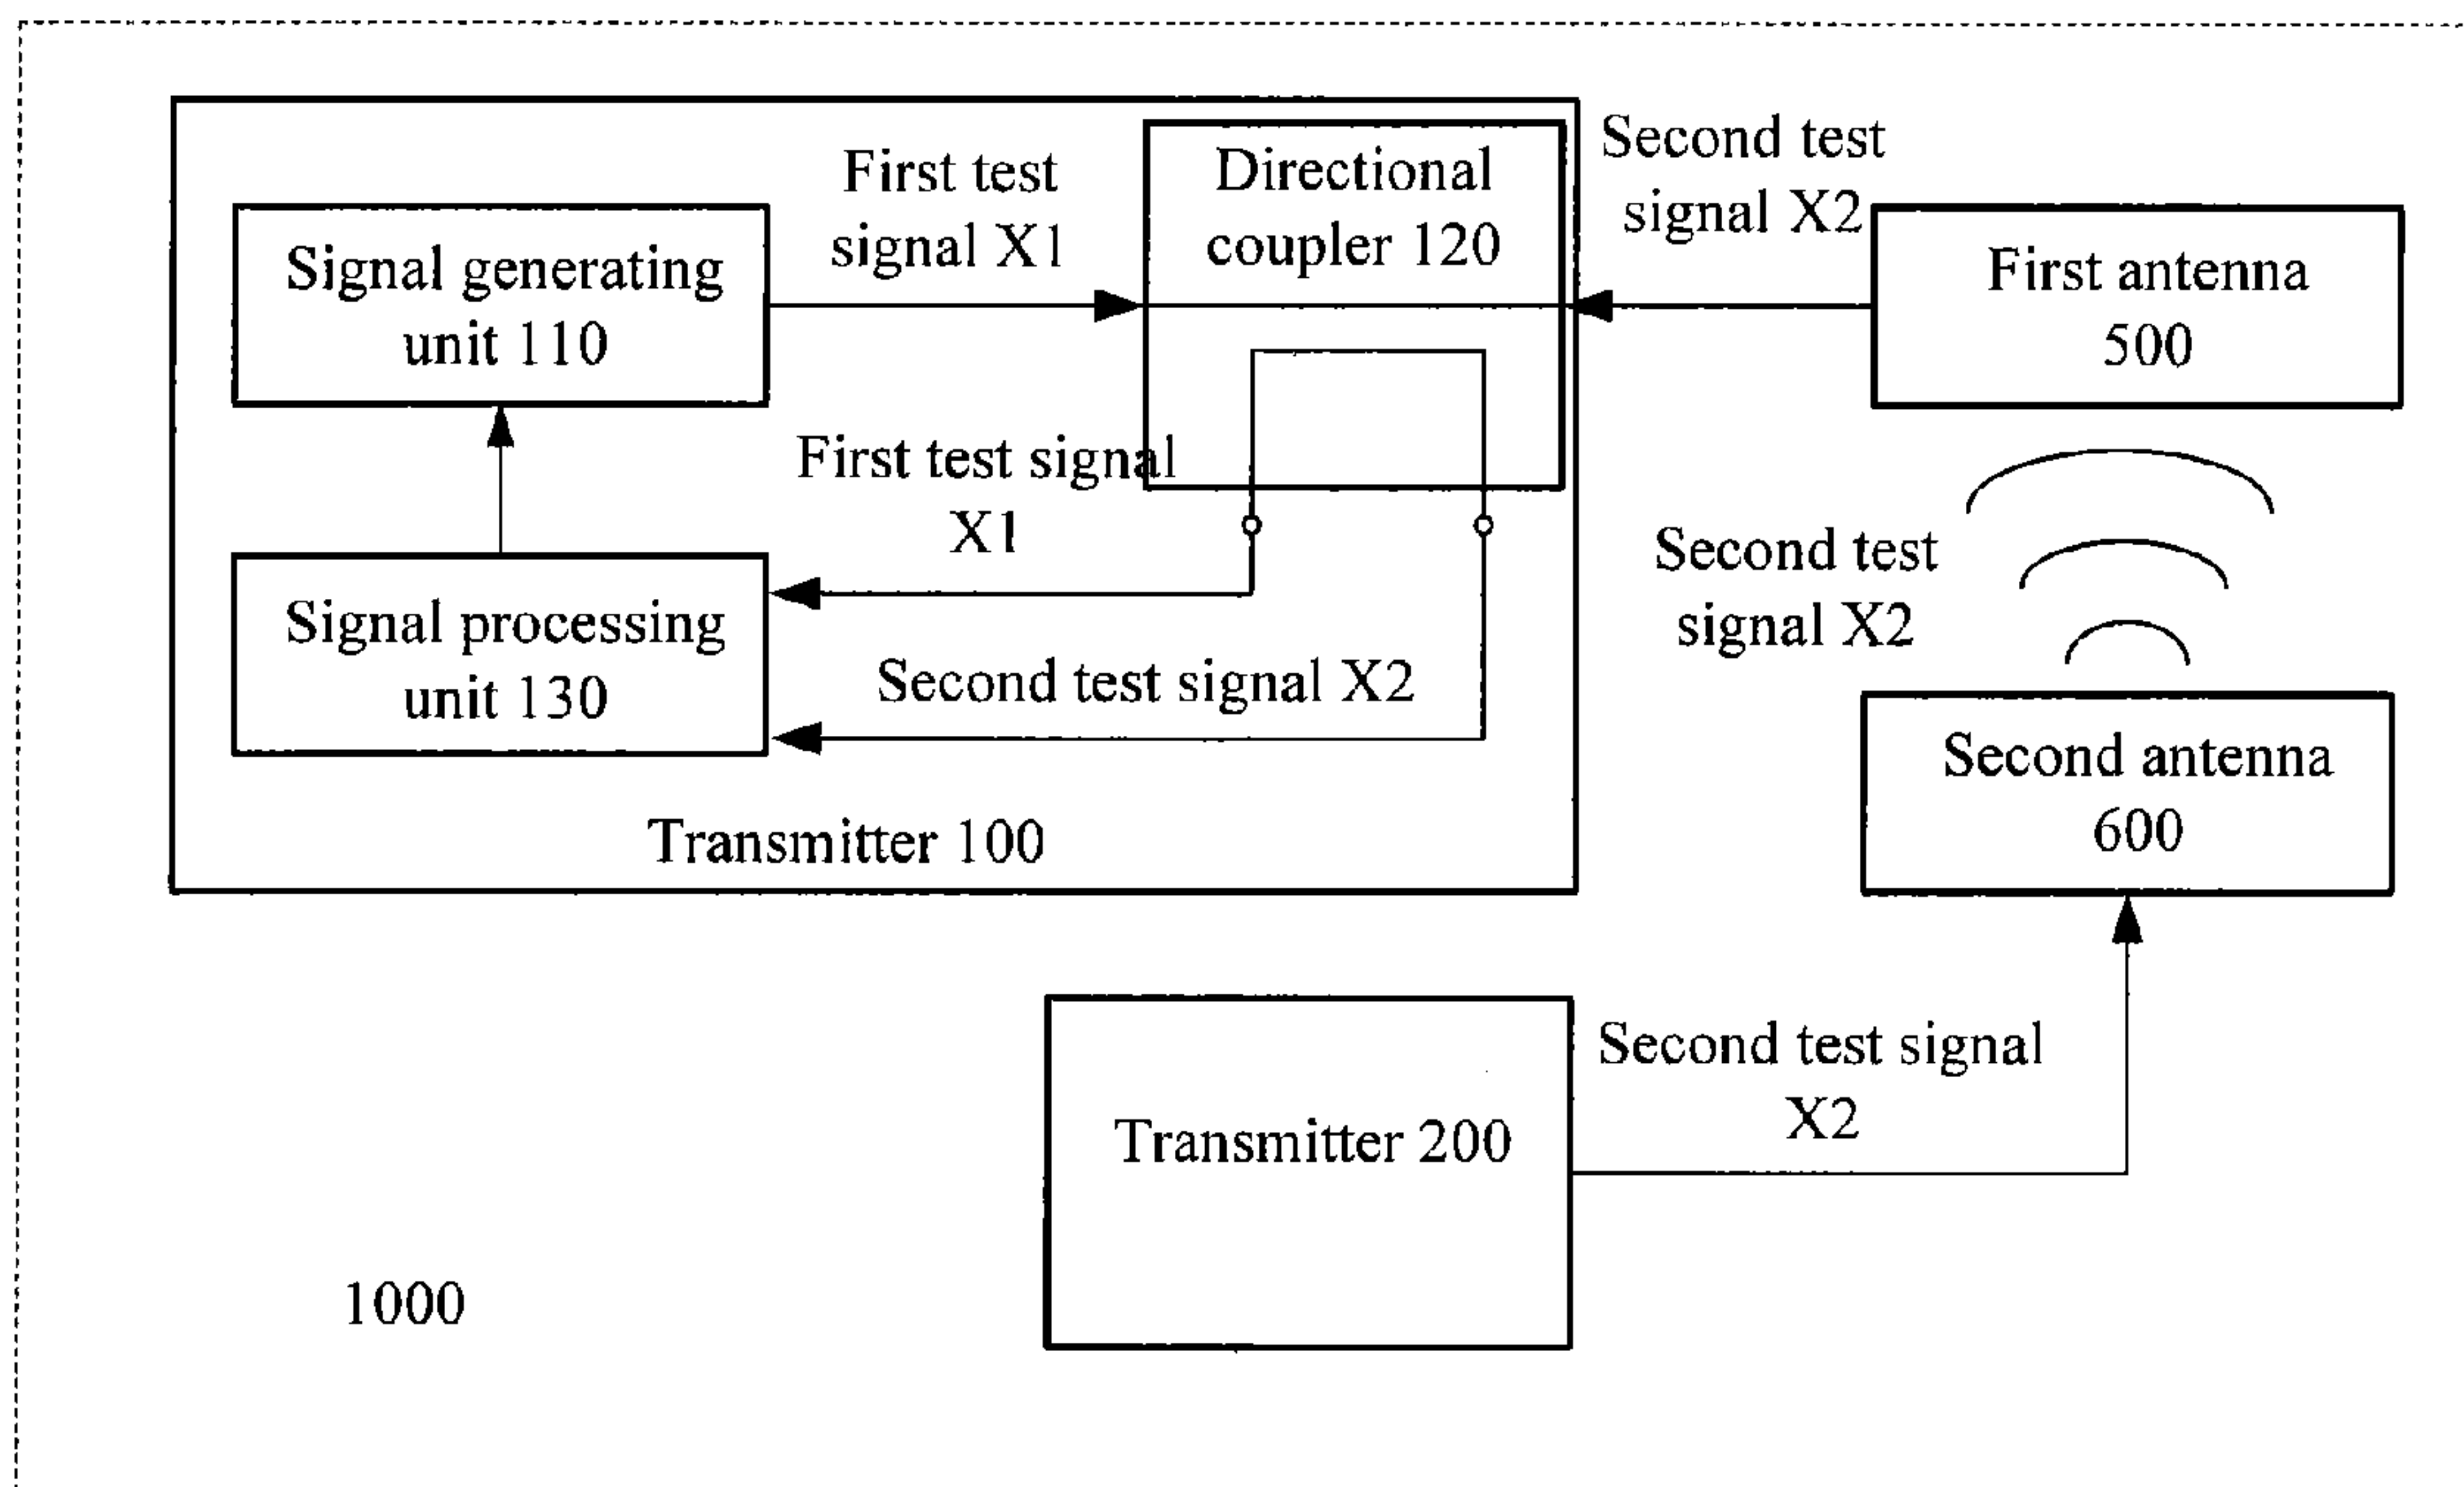 First test
signal X1
Directional
coupler 120
Second test
signal X2
Signal generating
unit 110
First antenna
500
First test signal
X1
Second test
signal X2
Signal processing
unit 130
Second test signal X2
Second antenna
600
Transmitter 100
Second test signal
X2
Transmitter 200
1000